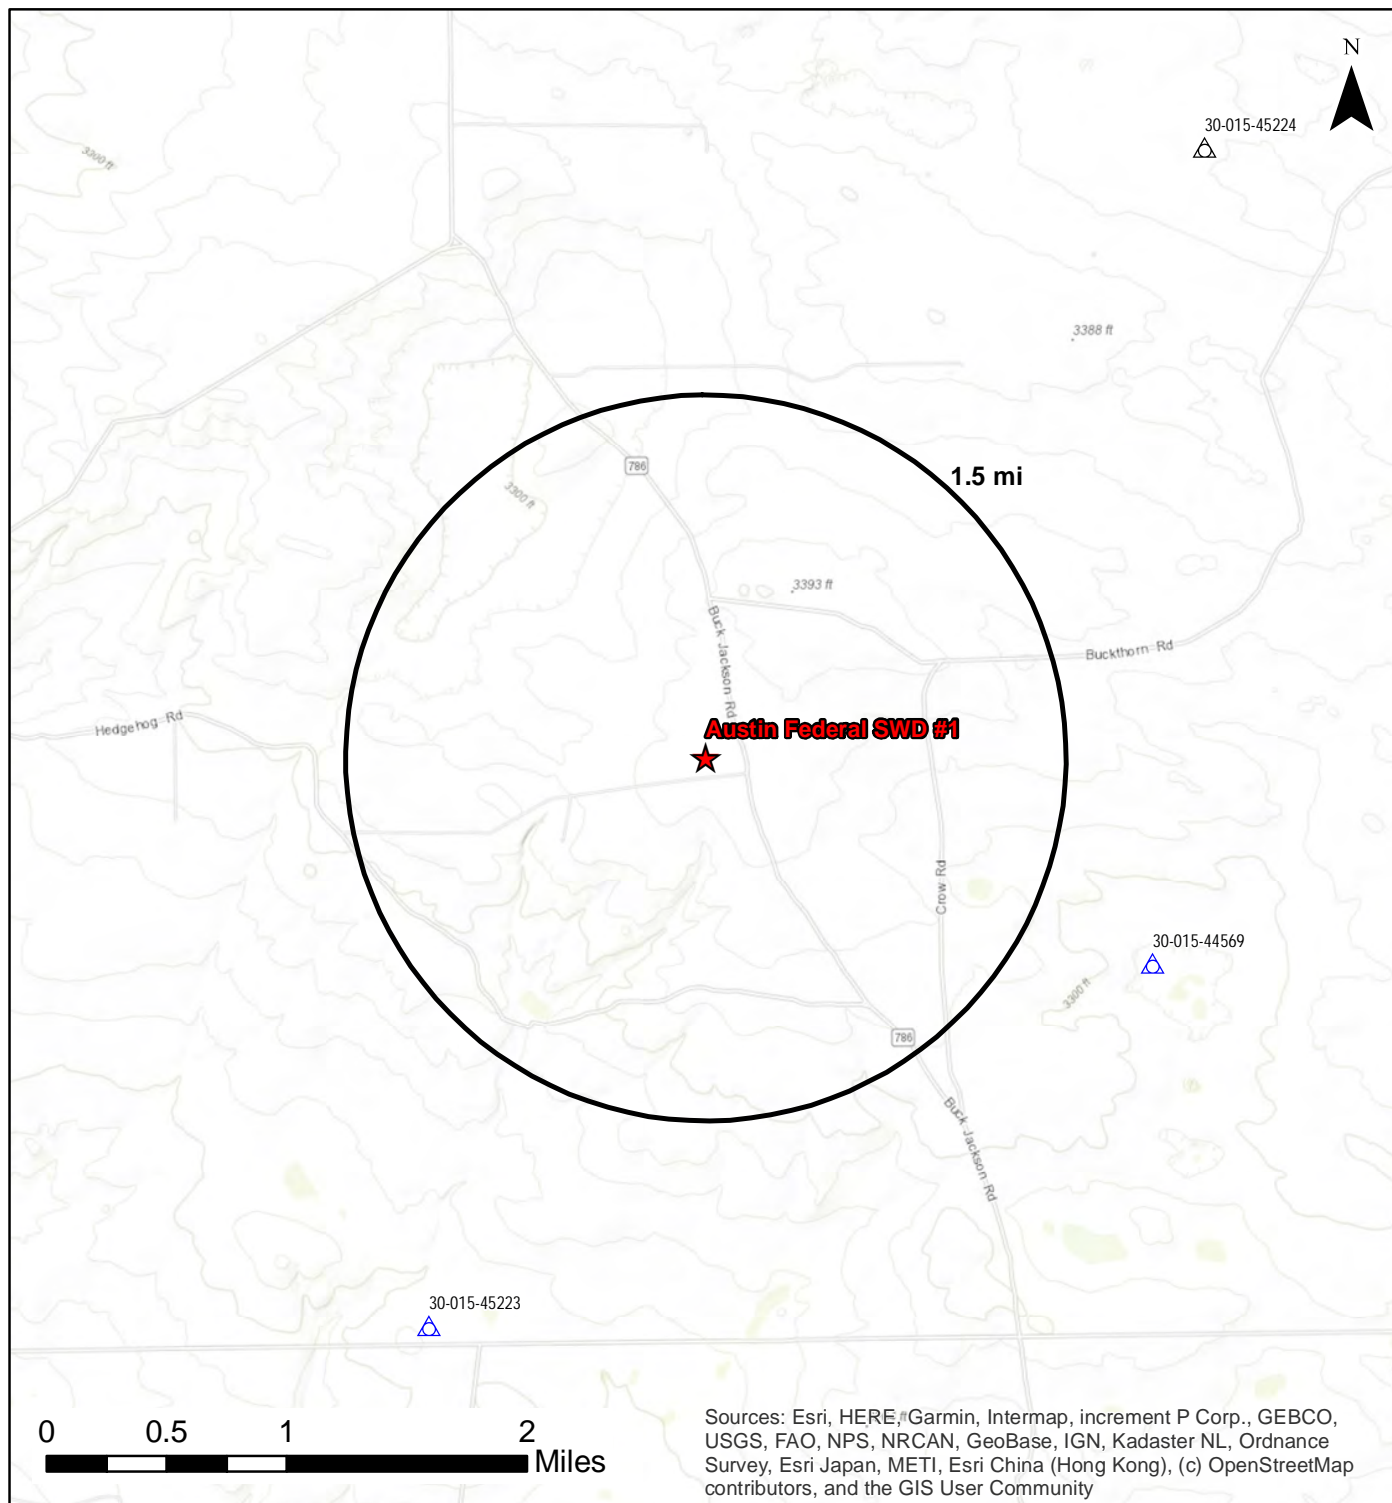 N
30-015-45224
3300 ft
3388 ft
1.5 mi
786
3300 ft
3393 ft
Buck Jackson Rd
Buckthorn Rd
Hedgehog Rd
Austin Federal SWD #1
Crow Rd
30-015-44569
3300 ft
786
Buck Jackson Rd
30-015-45223
0 0.5 1 2
Miles
Sources: Esri, HERE, Garmin, Intermap, increment P Corp., GEBCO,
USGS, FAO, NPS, NRCAN, GeoBase, IGN, Kadaster NL, Ordnance
Survey, Esri Japan, METI, Esri China (Hong Kong), (c) OpenStreetMap
contributors, and the GIS User Community